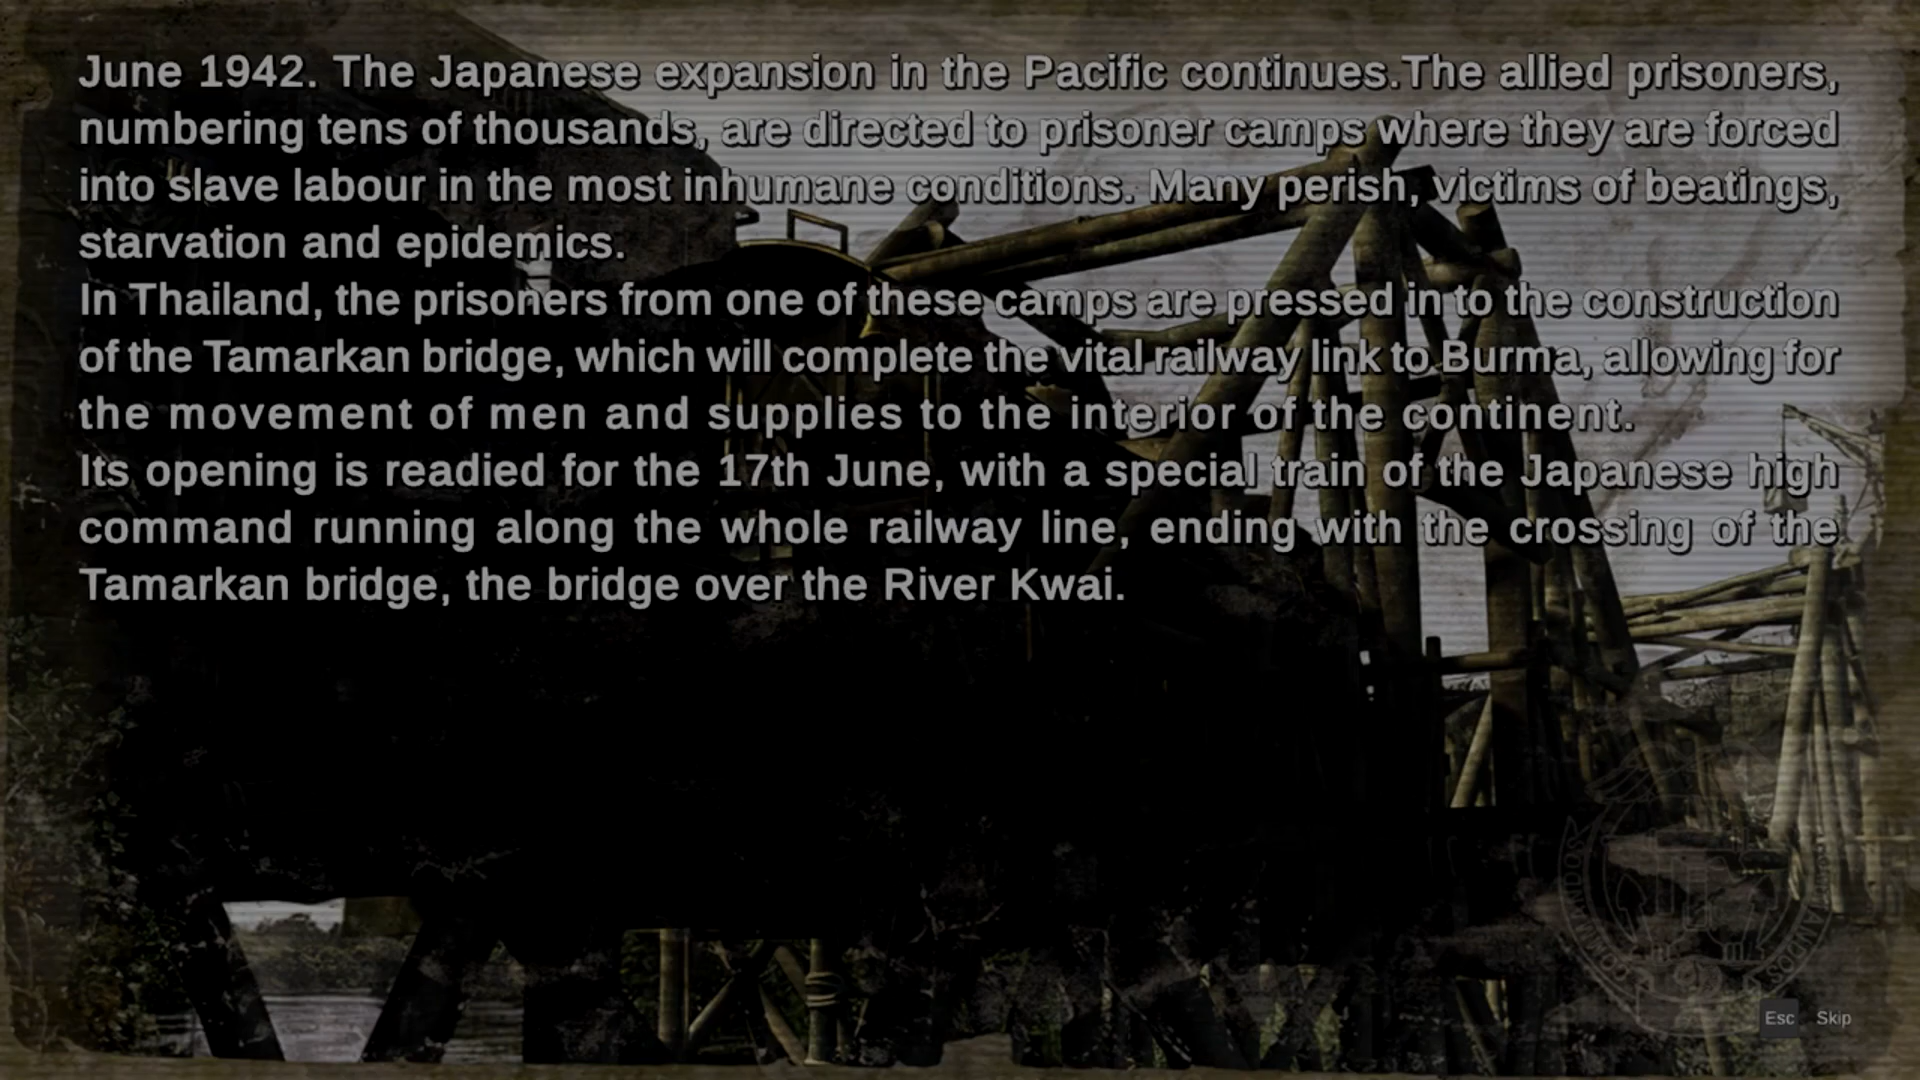 June 1942. The Japanese expansion in the Pacific continues.The allied prisoners,
numbering tens of thousands, are directed to prisoner camps where they are forced
into slave labour in the most inhumane conditions. Many perish, victims of beatings,
starvation and epidemics.
In Thailand, the prisoners from one of these camps are pressed in to the construction
of the Tamarkan bridge, which will complete the vital railway link to Burma, allowing for
the movement of men and supplies to the interior of the continent.
Its opening is readied for the 17th June, with a special train of the Japanese high
command running along the whole railway line, ending with the crossing of the
Tamarkan bridge, the bridge over the River Kwai.
Esc Skip